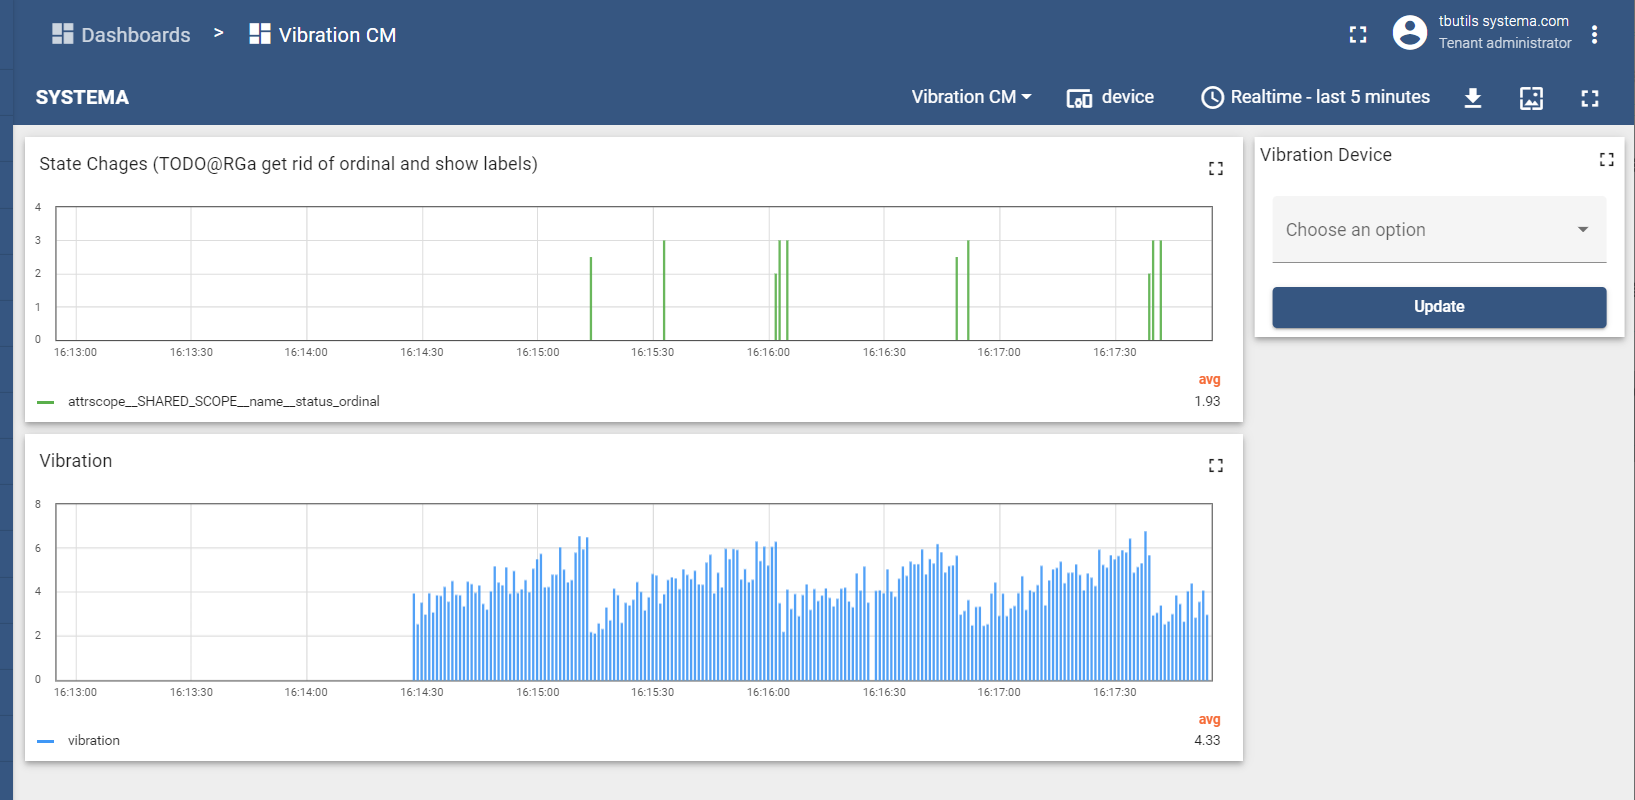 Dashboards > Vibration CM
tbutils systema.com
Tenant administrator
SYSTEMA
Vibration CM
device
Realtime - last 5 minutes
State Chages (TODO@RGa get rid of ordinal and show labels)
4
3
2
1
0
16:13:00 16:13:30 16:14:00 16:14:30 16:15:00 16:15:30 16:16:00 16:16:30 16:17:00 16:17:30
avg
attrscope__SHARED_SCOPE__name__status_ordinal 1.93
Vibration Device
Choose an option
Update
Vibration
8
6
4
2
0
16:13:00 16:13:30 16:14:00 16:14:30 16:15:00 16:15:30 16:16:00 16:16:30 16:17:00 16:17:30
avg
vibration 4.33